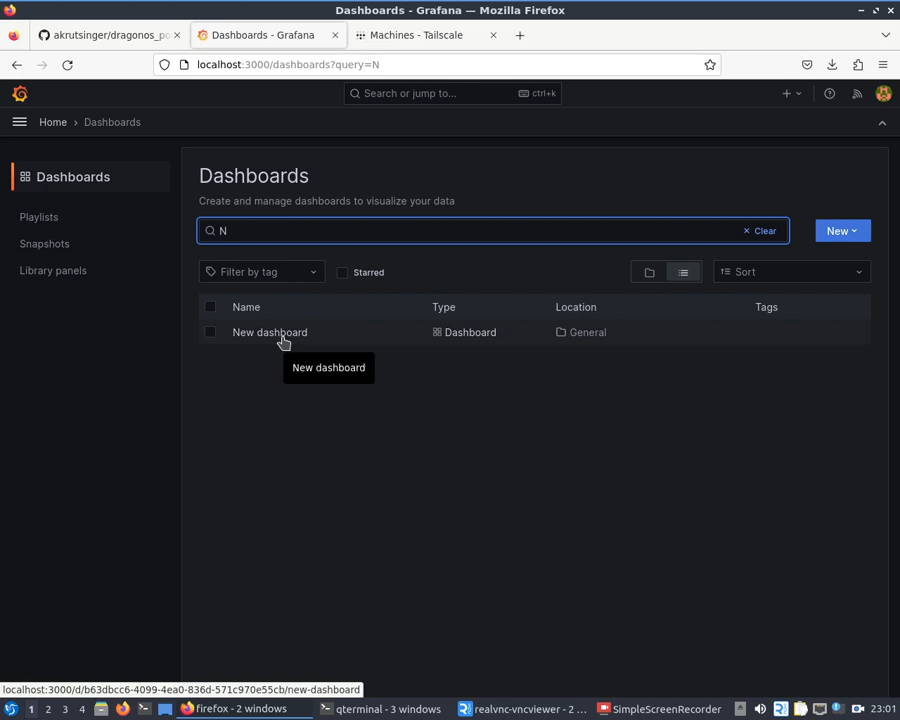 Dashboards - Grafana — Mozilla Firefox
akrutsinger/dragonos_po
Dashboards - Grafana
Machines - Tailscale
localhost:3000/dashboards?query=N
Search or jump to...
ctrl+k
Home › Dashboards
Dashboards
Playlists
Snapshots
Library panels
Dashboards
Create and manage dashboards to visualize your data
N
Clear
New
Filter by tag
Starred
Sort
Name Type Location Tags
New dashboard Dashboard General
New dashboard
localhost:3000/d/b63dbcc6-4099-4ea0-836d-571c970e55cb/new-dashboard
1 2 3 4 firefox - 2 windows qterminal - 3 windows realvnc-vncviewer - 2 ... SimpleScreenRecorder 23:01